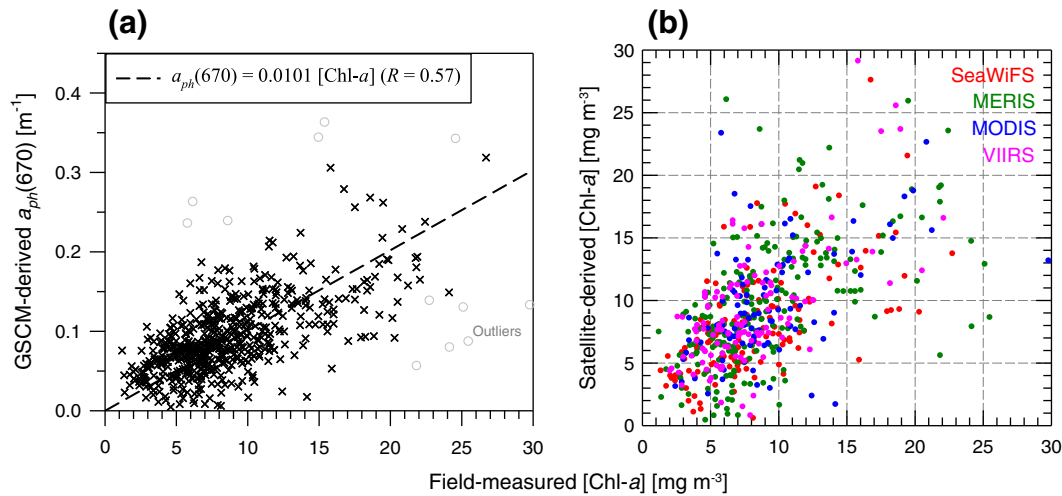 (a)
(b)
a_ph(670) = 0.0101 [Chl-a] (R = 0.57)
GSCM-derived a_ph(670) [m⁻¹]
0.4
0.3
0.2
0.1
0.0
Outliers
0 5 10 15 20 25 30
SeaWiFS
MERIS
MODIS
VIIRS
Satellite-derived [Chl-a] [mg m⁻³]
30
25
20
15
10
5
0
0 5 10 15 20 25 30
Field-measured [Chl-a] [mg m⁻³]